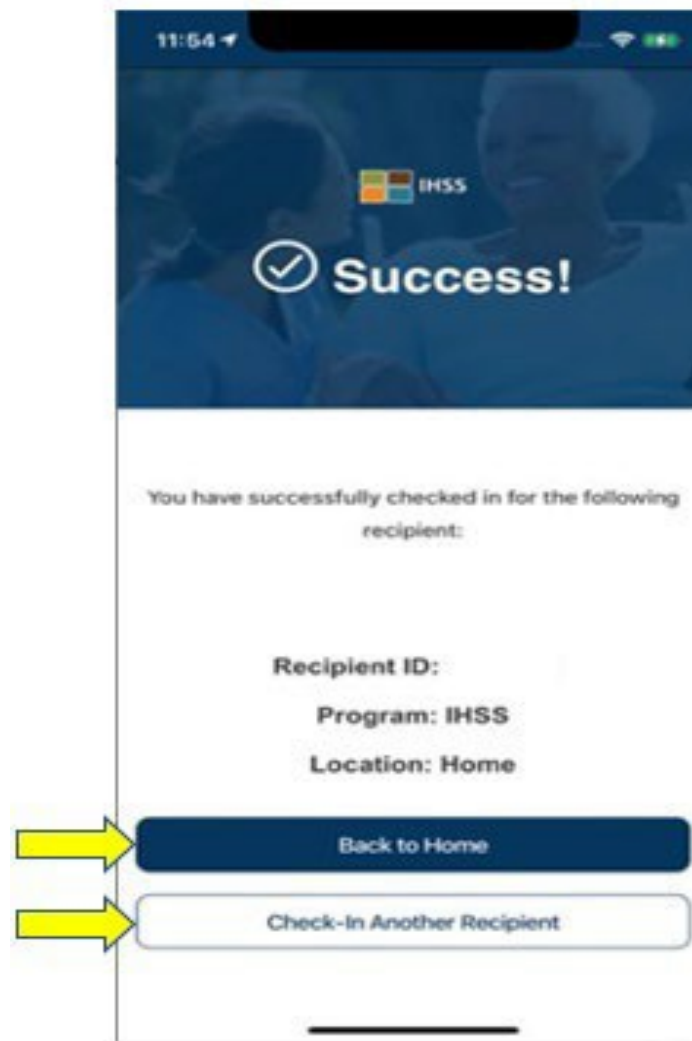 11:54
IHSS
Success!
You have successfully checked in for the following
recipient:
Recipient ID:
Program: IHSS
Location: Home
Back to Home
Check-In Another Recipient